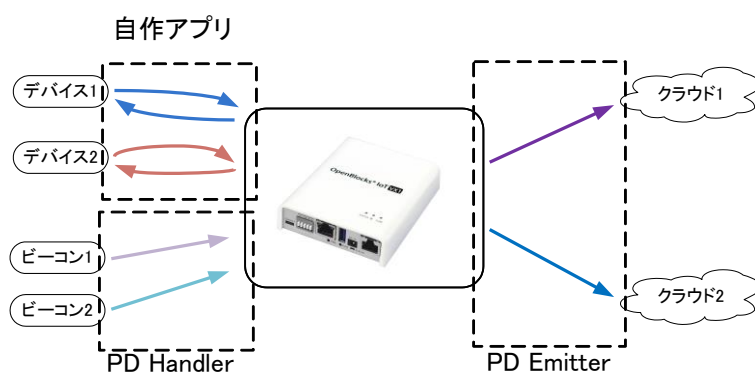 自作アプリ
デバイス1
デバイス2
ビーコン1
ビーコン2
OpenBlocks® IoT VX1
クラウド1
クラウド2
PD Handler
PD Emitter